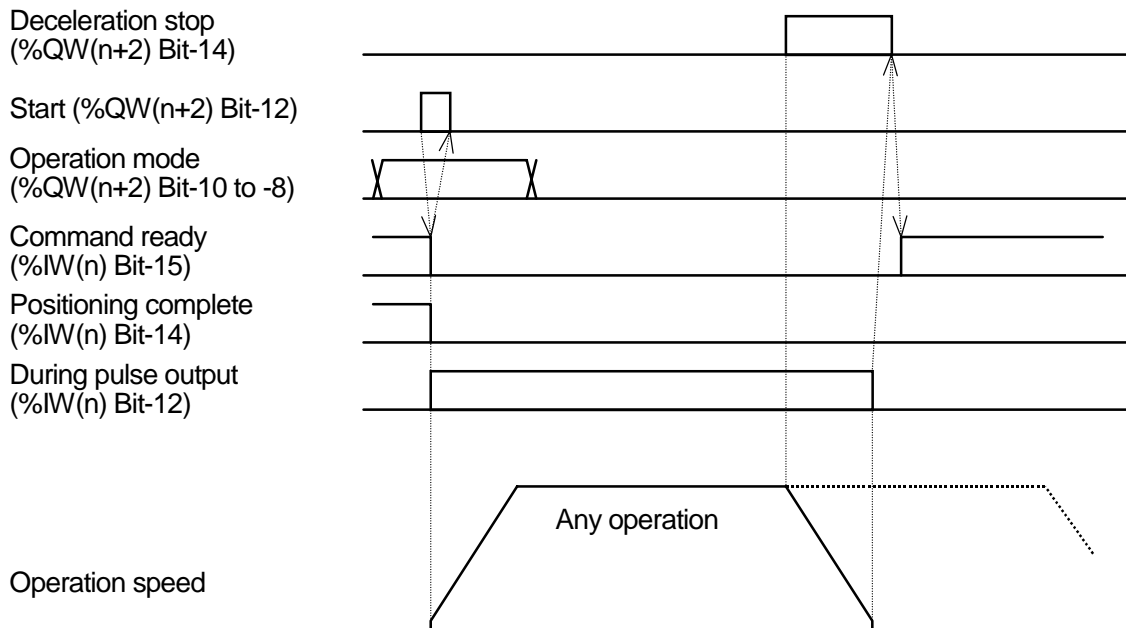 Deceleration stop
(%QW(n+2) Bit-14)
Start (%QW(n+2) Bit-12)
Operation mode
(%QW(n+2) Bit-10 to -8)
Command ready
(%IW(n) Bit-15)
Positioning complete
(%IW(n) Bit-14)
During pulse output
(%IW(n) Bit-12)
Any operation
Operation speed